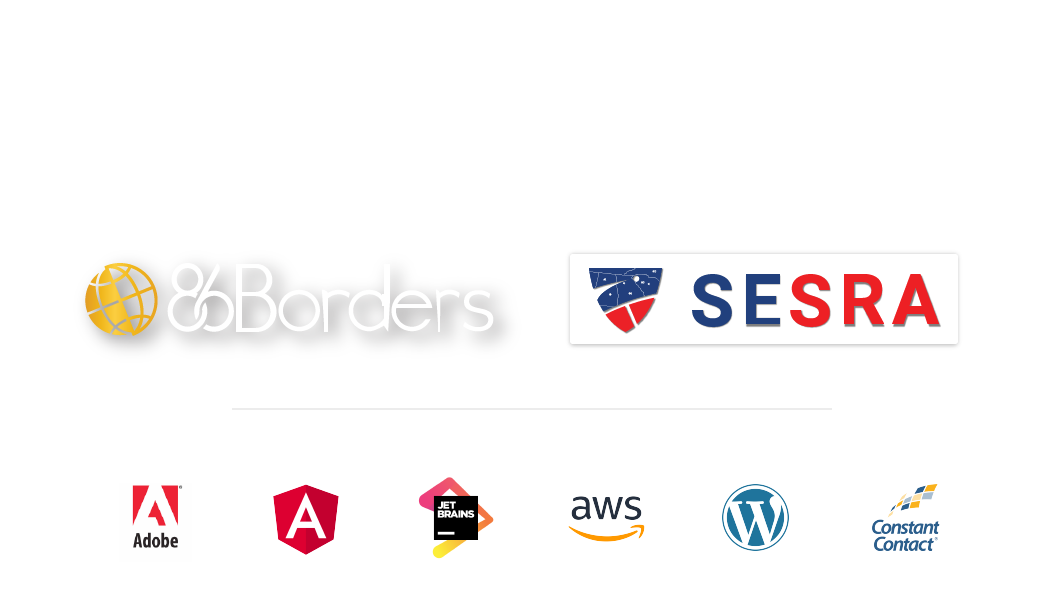 86Borders
SESRA
Adobe
JET
BRAINS
aws
Constant
Contact